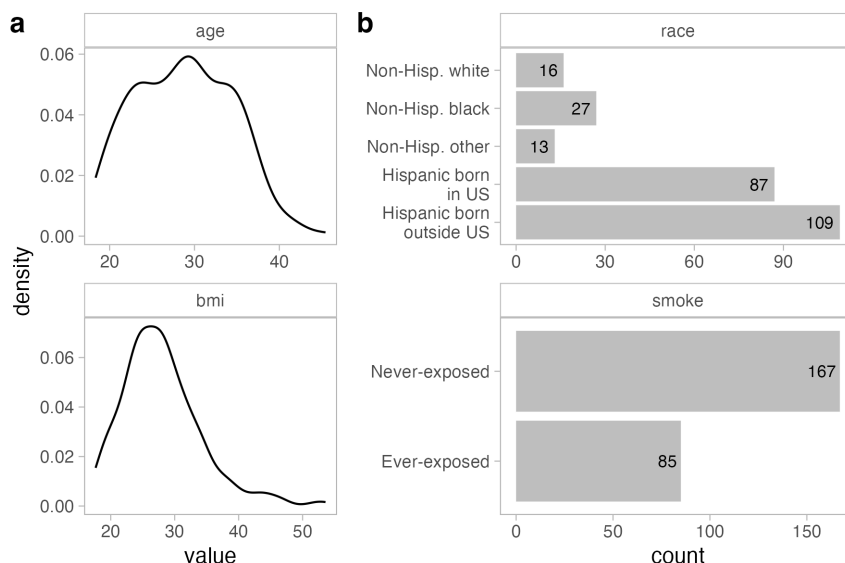 a
age
0.06
0.04
0.02
0.00
20 30 40
bmi
0.06
0.04
0.02
0.00
20 30 40 50
density
value
b
race
Non-Hisp. white
16
Non-Hisp. black
27
Non-Hisp. other
13
Hispanic born
in US
87
Hispanic born
outside US
109
0 30 60 90
smoke
Never-exposed
167
Ever-exposed
85
0 50 100 150
count